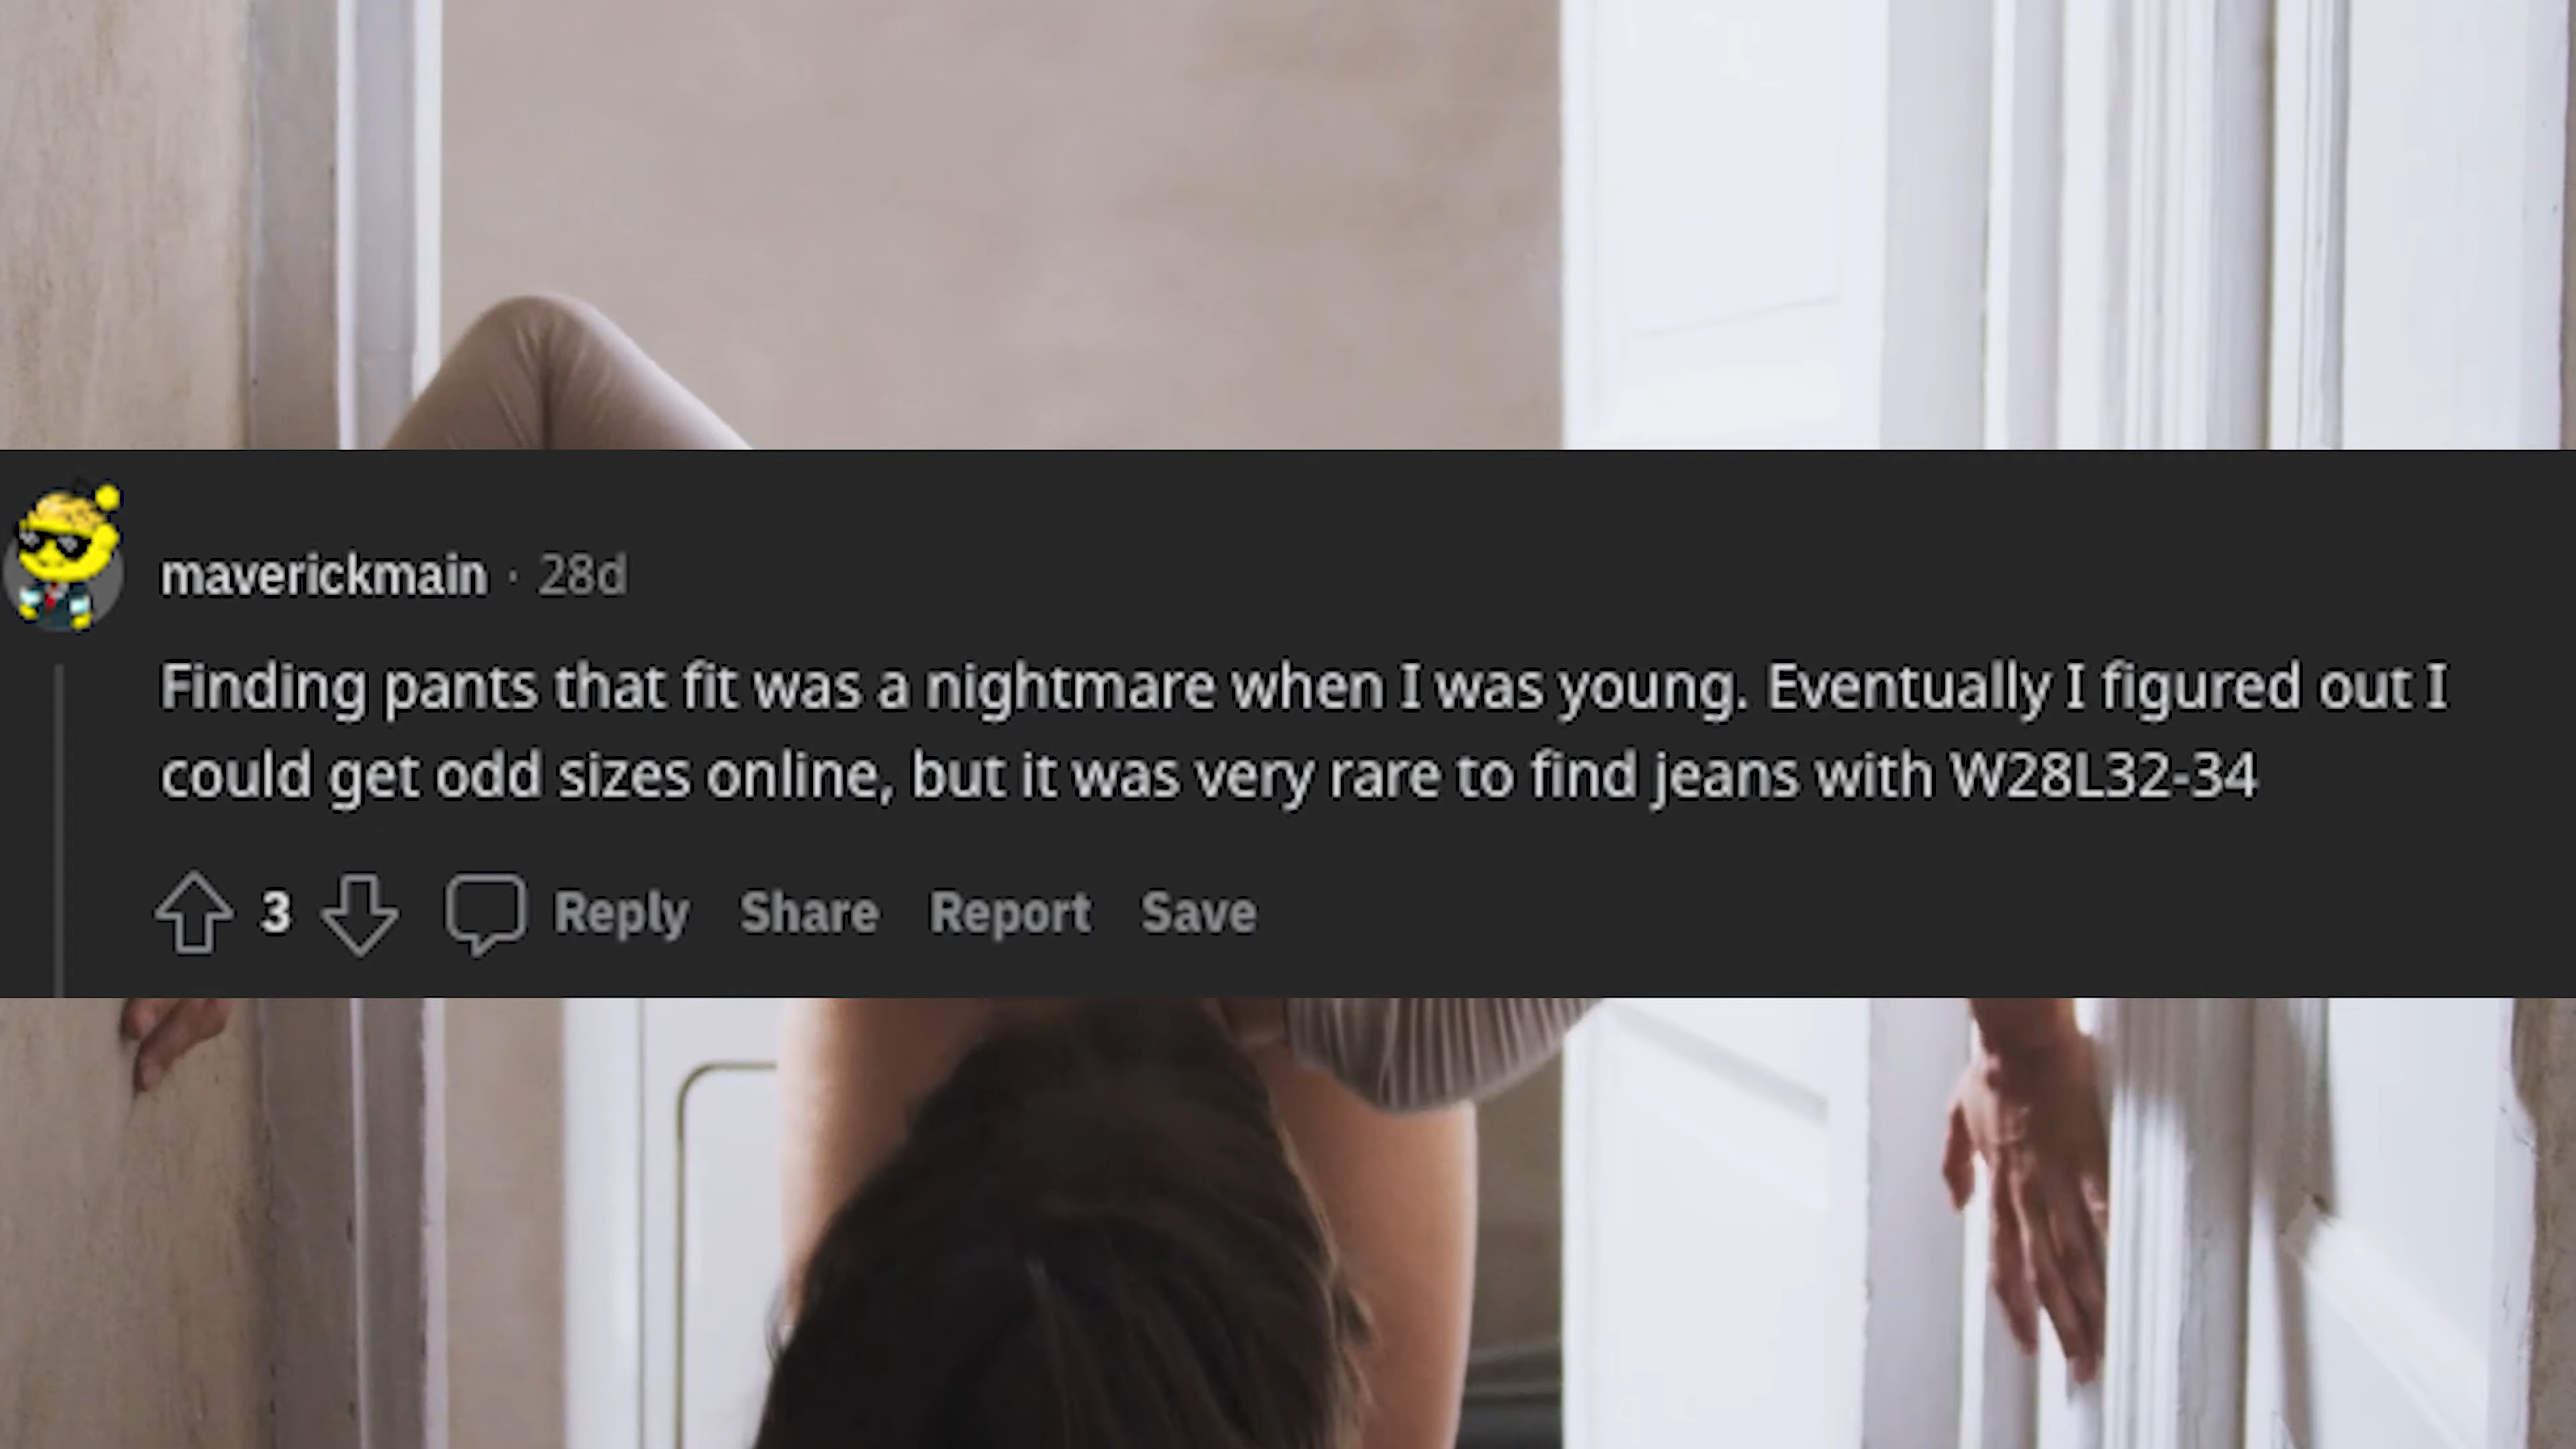 maverickmain · 28d
Finding pants that fit was a nightmare when I was young. Eventually I figured out I
could get odd sizes online, but it was very rare to find jeans with W28L32-34
3 Reply Share Report Save